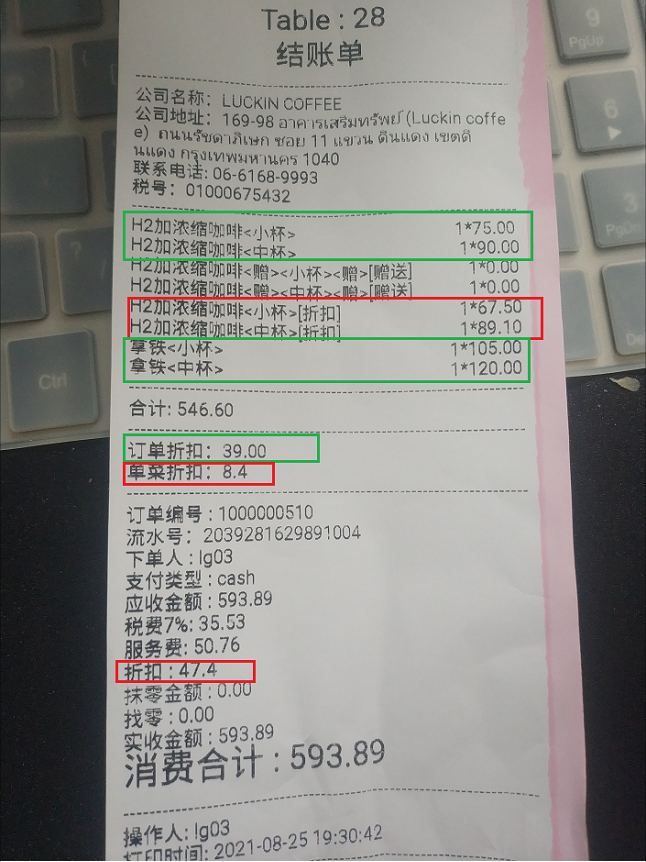 Table : 28
结账单
公司名称: LUCKIN COFFEE
公司地址: 169-98 อาคารเสริมทรัพย์ (Luckin coffe
e) ถนนรัชดาภิเษก ซอย 11 แขวน ดินแดง เขตดิ
นแดง กรุงเทพมหานคร 1040
联系电话: 06-6168-9993
税号: 01000675432
H2加浓缩咖啡<小杯> 1*75.00
H2加浓缩咖啡<中杯> 1*90.00
H2加浓缩咖啡<赠><小杯><赠>[赠送] 1*0.00
H2加浓缩咖啡<赠><中杯><赠>[赠送] 1*0.00
H2加浓缩咖啡<小杯>[折扣] 1*67.50
H2加浓缩咖啡<中杯>[折扣] 1*89.10
拿铁<小杯> 1*105.00
拿铁<中杯> 1*120.00
合计: 546.60
订单折扣: 39.00
单菜折扣: 8.4
订单编号 : 1000000510
流水号: 2039281629891004
下单人 : lg03
支付类型 : cash
应收金额 : 593.89
税费7%: 35.53
服务费: 50.76
折扣 : 47.4
抹零金额 : 0.00
找零 : 0.00
实收金额 : 593.89
消费合计 : 593.89
操作人: lg03
打印时间: 2021-08-25 19:30:42
Ctrl
9
PgUp
6
PgDn